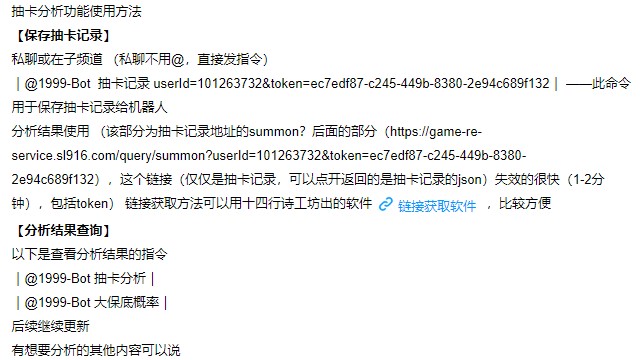 抽卡分析功能使用方法
【保存抽卡记录】
私聊或在子频道 （私聊不用@，直接发指令）
｜@1999-Bot 抽卡记录 userId=101263732&token=ec7edf87-c245-449b-8380-2e94c689f132｜ ——此命令
用于保存抽卡记录给机器人
分析结果使用 （该部分为抽卡记录地址的summon？后面的部分（https://game-re-
service.sl916.com/query/summon?userId=101263732&token=ec7edf87-c245-449b-8380-
2e94c689f132），这个链接（仅仅是抽卡记录，可以点开返回的是抽卡记录的json）失效的很快（1-2分
钟），包括token） 链接获取方法可以用十四行诗工坊出的软件 链接获取软件 ，比较方便
【分析结果查询】
以下是查看分析结果的指令
｜@1999-Bot 抽卡分析｜
｜@1999-Bot 大保底概率｜
后续继续更新
有想要分析的其他内容可以说